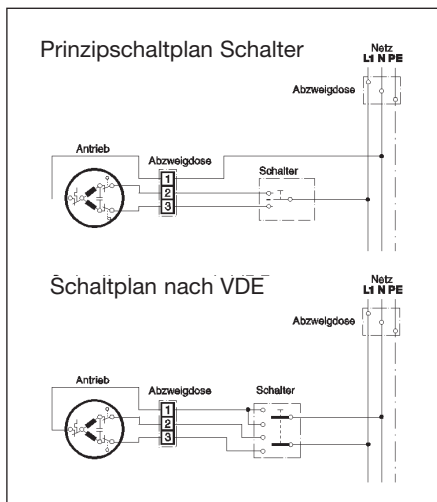 Prinzipschaltplan Schalter
Netz
L1 N PE
Abzweigdose
Antrieb
Abzweigdose
Schalter
1
2
3
Schaltplan nach VDE
Netz
L1 N PE
Abzweigdose
Antrieb
Abzweigdose
Schalter
1
2
3